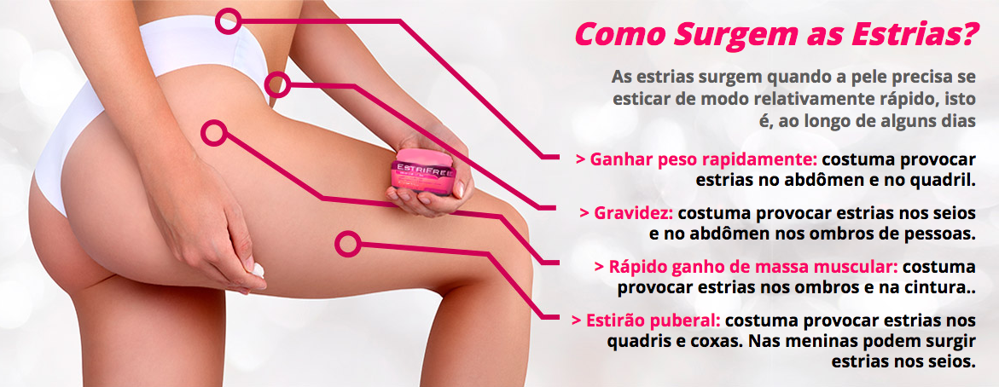 Como Surgem as Estrias?
As estrias surgem quando a pele precisa se
esticar de modo relativamente rápido, isto
é, ao longo de alguns dias
> Ganhar peso rapidamente: costuma provocar
estrias no abdômen e no quadril.
> Gravidez: costuma provocar estrias nos seios
e no abdômen nos ombros de pessoas.
> Rápido ganho de massa muscular: costuma
provocar estrias nos ombros e na cintura..
> Estirão puberal: costuma provocar estrias nos
quadris e coxas. Nas meninas podem surgir
estrias nos seios.
ESTRIFREE